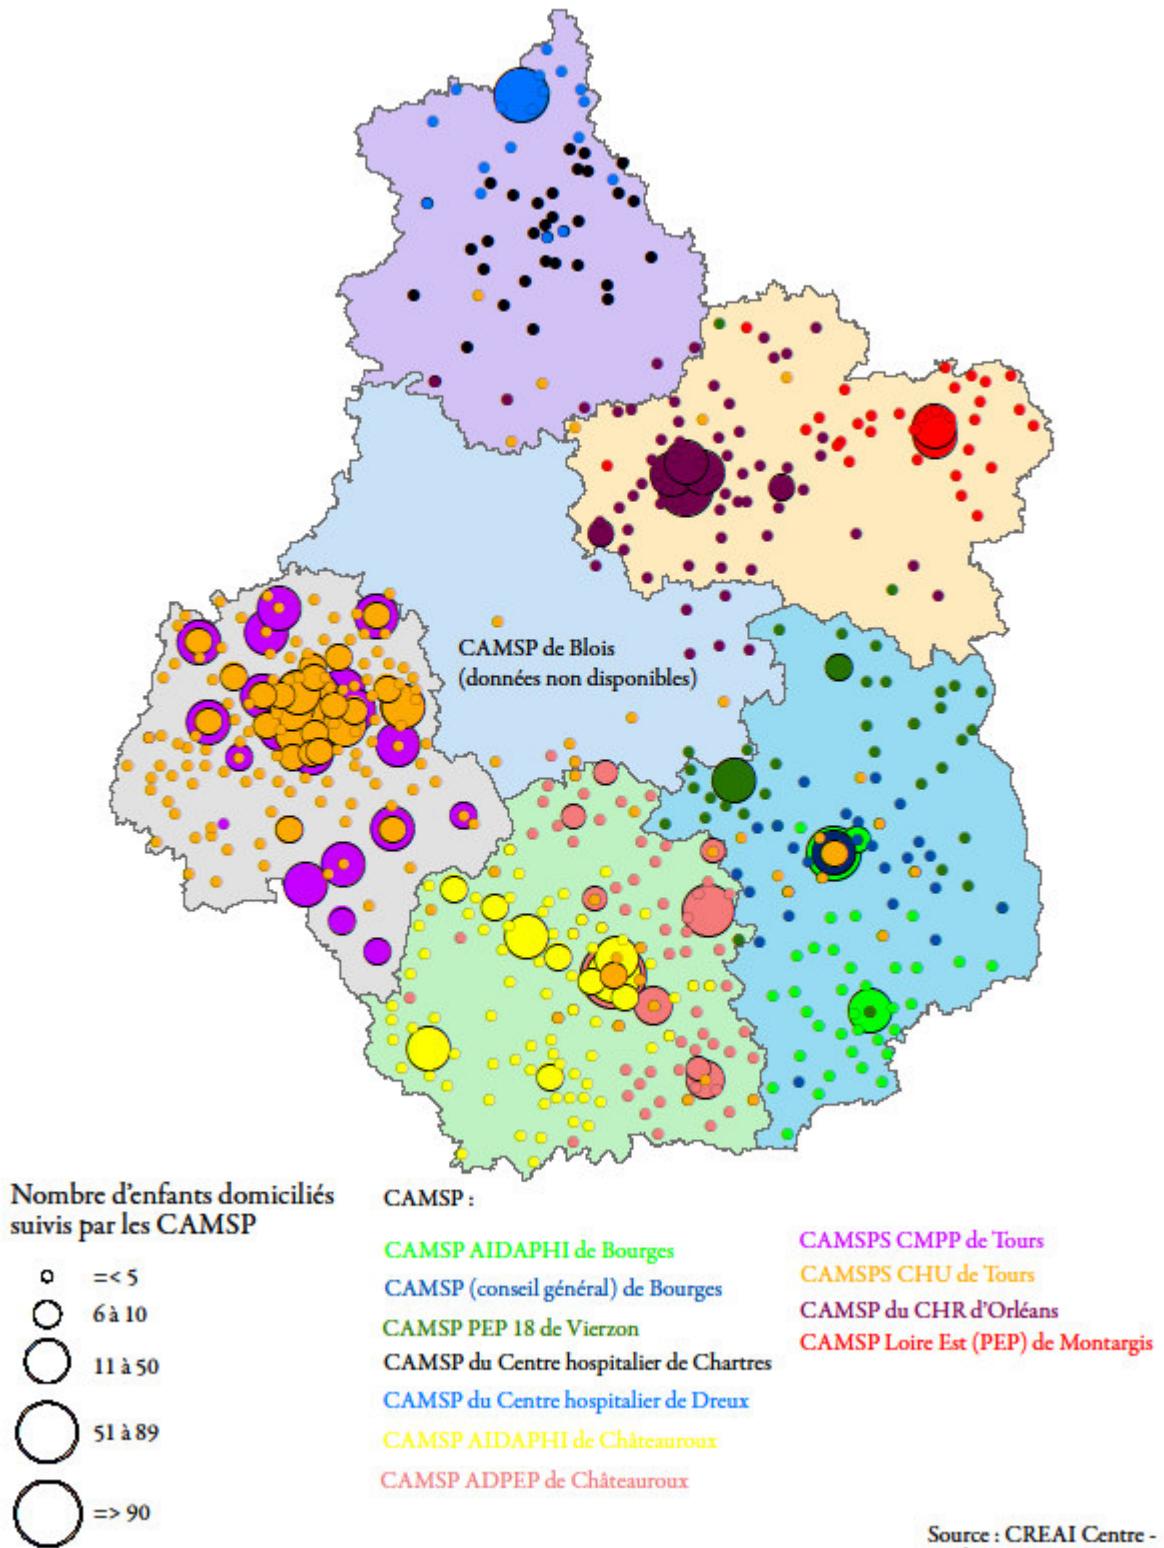 CAMSP de Blois
(données non disponibles)
Nombre d'enfants domiciliés
suivis par les CAMSP
=< 5
6 à 10
11 à 50
51 à 89
=> 90
CAMSP :
CAMSP AIDAPHI de Bourges
CAMSP (conseil général) de Bourges
CAMSP PEP 18 de Vierzon
CAMSP du Centre hospitalier de Chartres
CAMSP du Centre hospitalier de Dreux
CAMSP AIDAPHI de Châteauroux
CAMSP ADPEP de Châteauroux
CAMSPS CMPP de Tours
CAMSPS CHU de Tours
CAMSP du CHR d'Orléans
CAMSP Loire Est (PEP) de Montargis
Source : CREAI Centre -